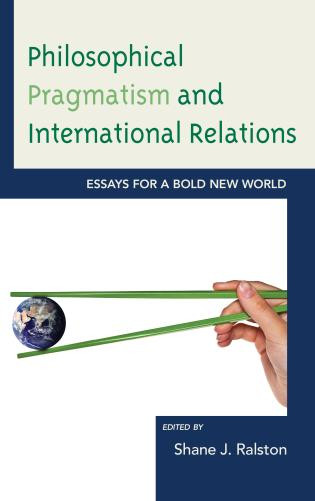 Philosophical
Pragmatism and
International Relations
ESSAYS FOR A BOLD NEW WORLD
EDITED BY
Shane J. Ralston